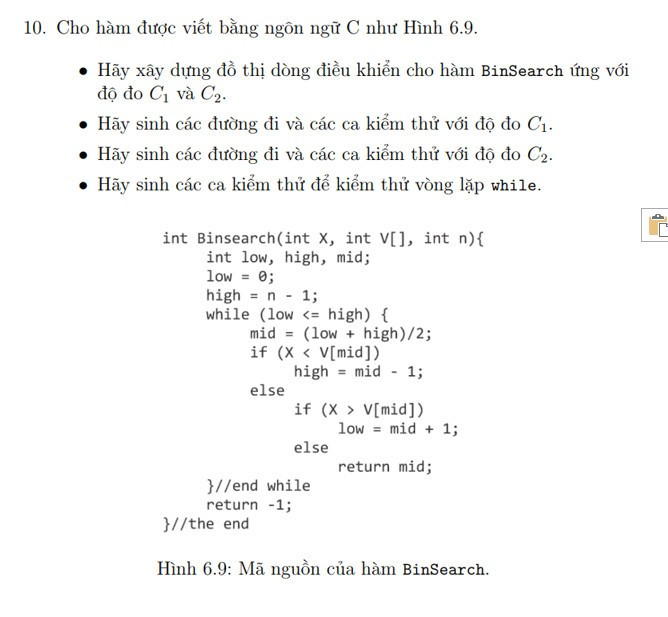 10. Cho hàm được viết bằng ngôn ngữ C như Hình 6.9.
• Hãy xây dựng đồ thị dòng điều khiển cho hàm BinSearch ứng với
độ đo C₁ và C₂.
• Hãy sinh các đường đi và các ca kiểm thử với độ đo C₁.
• Hãy sinh các đường đi và các ca kiểm thử với độ đo C₂.
• Hãy sinh các ca kiểm thử để kiểm thử vòng lặp while.
int Binsearch(int X, int V[], int n){
int low, high, mid;
low = 0;
high = n - 1;
while (low <= high) {
mid = (low + high)/2;
if (X < V[mid])
high = mid - 1;
else
if (X > V[mid])
low = mid + 1;
else
return mid;
}//end while
return -1;
}//the end
Hình 6.9: Mã nguồn của hàm BinSearch.